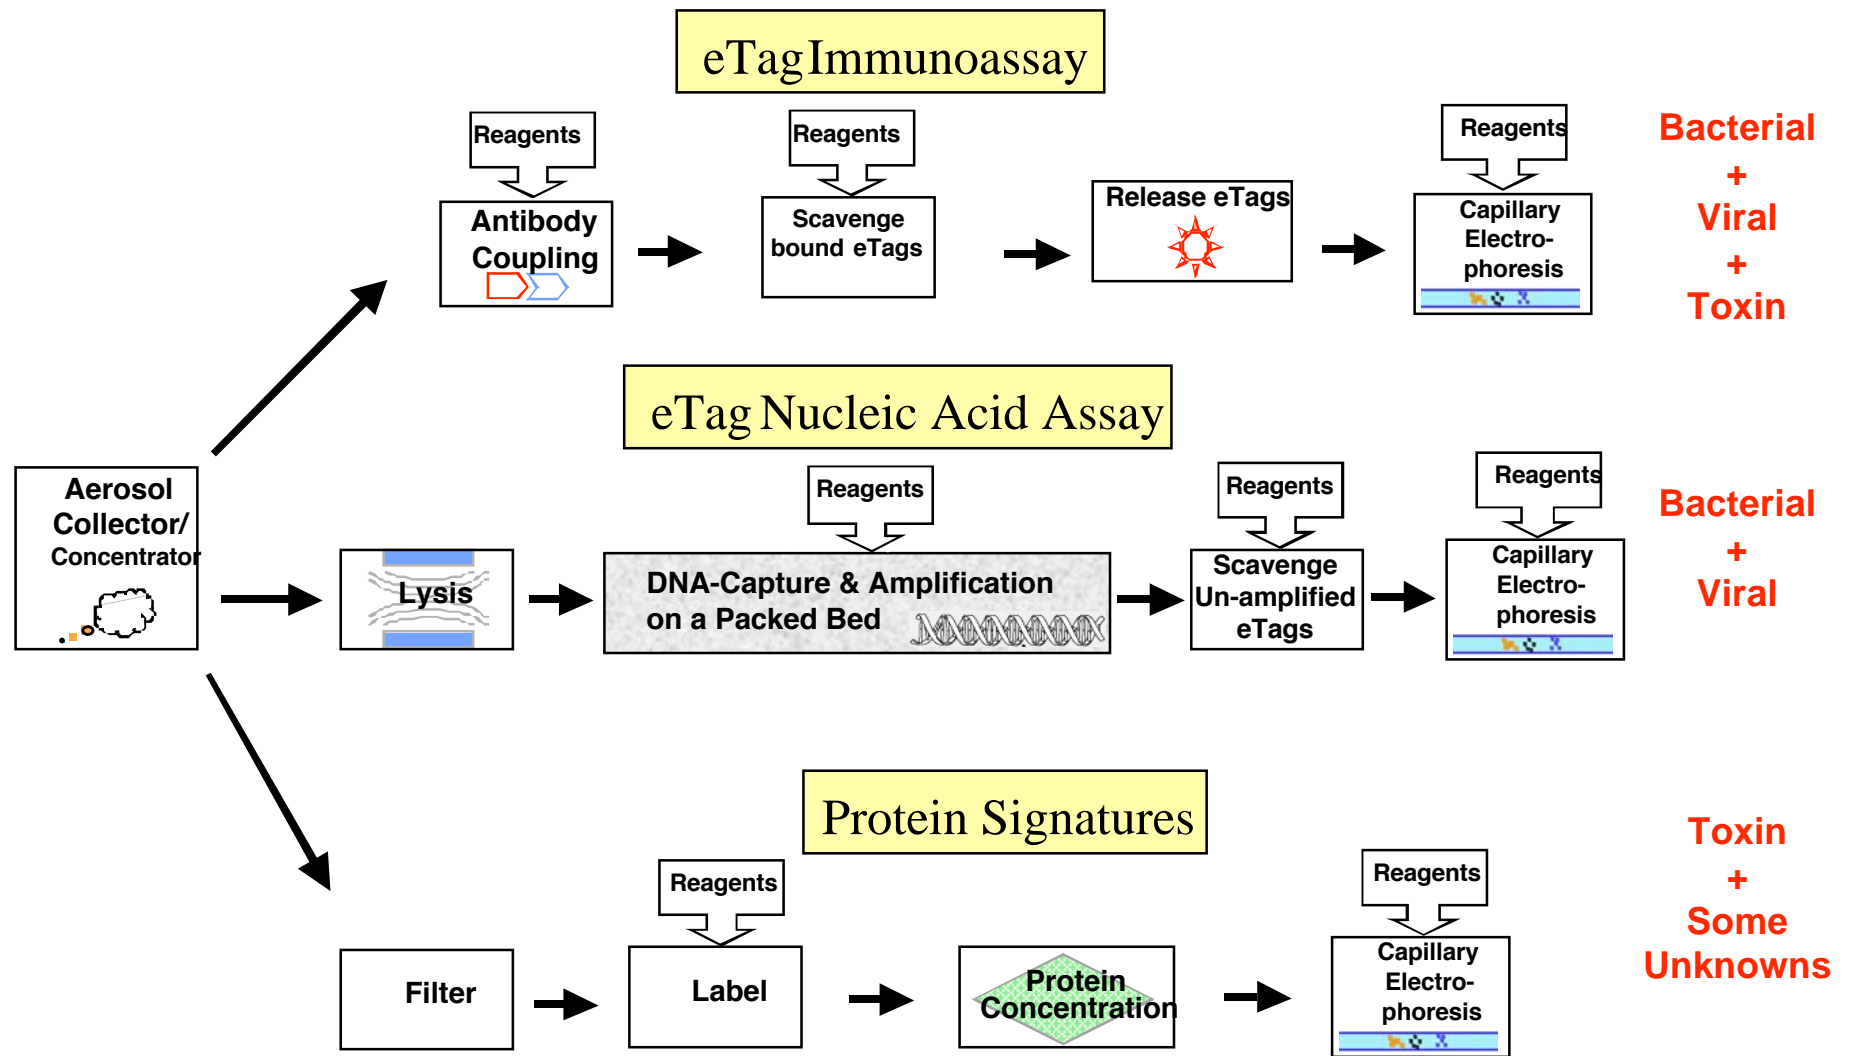 eTag Immunoassay
Reagents
Reagents
Reagents
Antibody
Coupling
Scavenge
bound eTags
Release eTags
Capillary
Electro-
phoresis
Bacterial
+
Viral
+
Toxin
eTag Nucleic Acid Assay
Aerosol
Collector/
Concentrator
Reagents
Reagents
Reagents
Lysis
DNA-Capture & Amplification
on a Packed Bed
Scavenge
Un-amplified
eTags
Capillary
Electro-
phoresis
Bacterial
+
Viral
Protein Signatures
Reagents
Reagents
Filter
Label
Protein
Concentration
Capillary
Electro-
phoresis
Toxin
+
Some
Unknowns